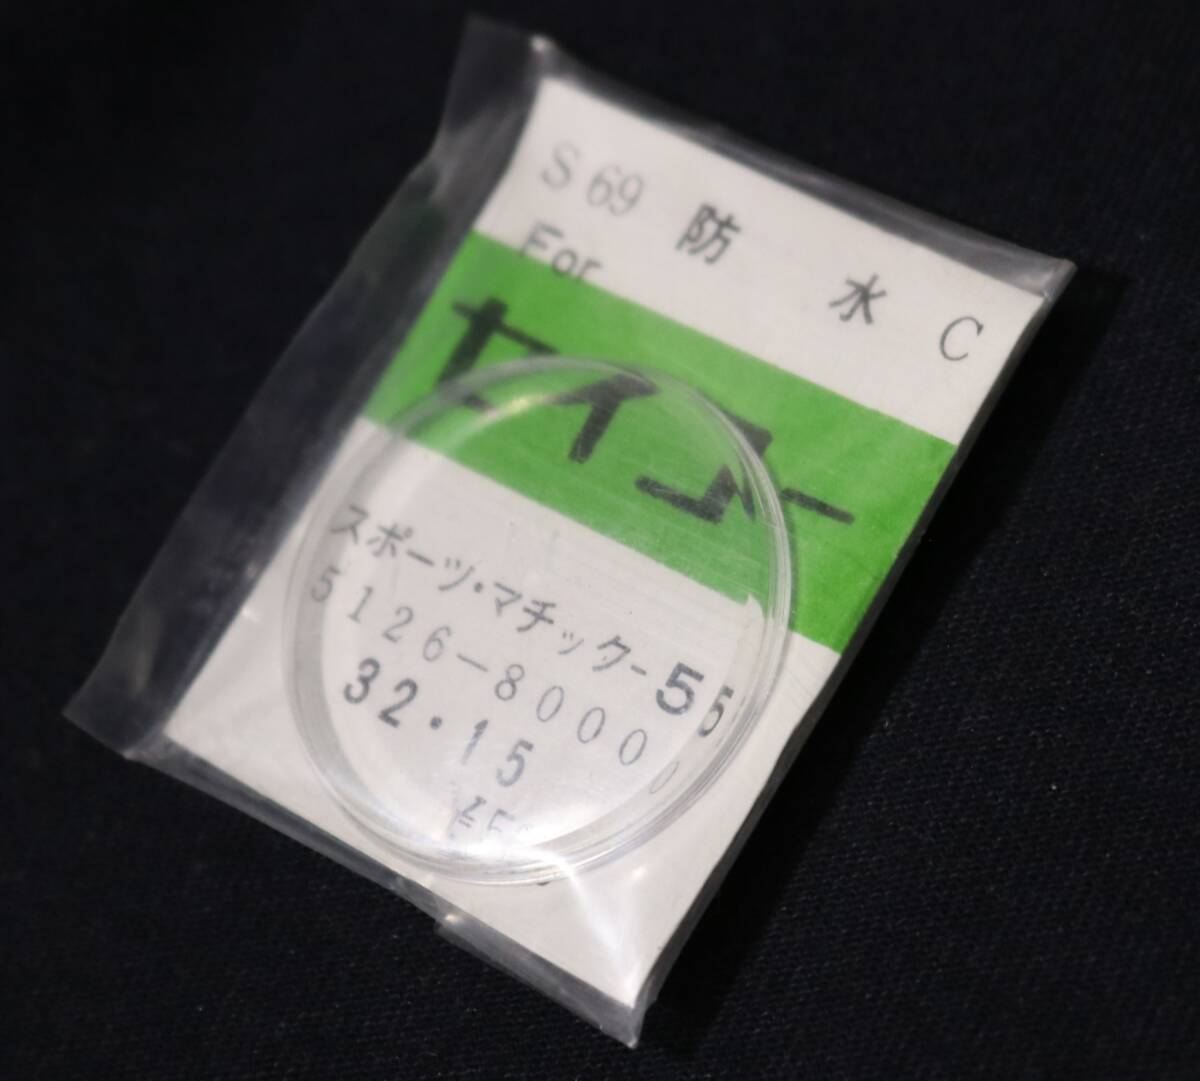 S 69 防 水 C
For
セイコー
スポーツ・マチック-55
5126-8000
32.15